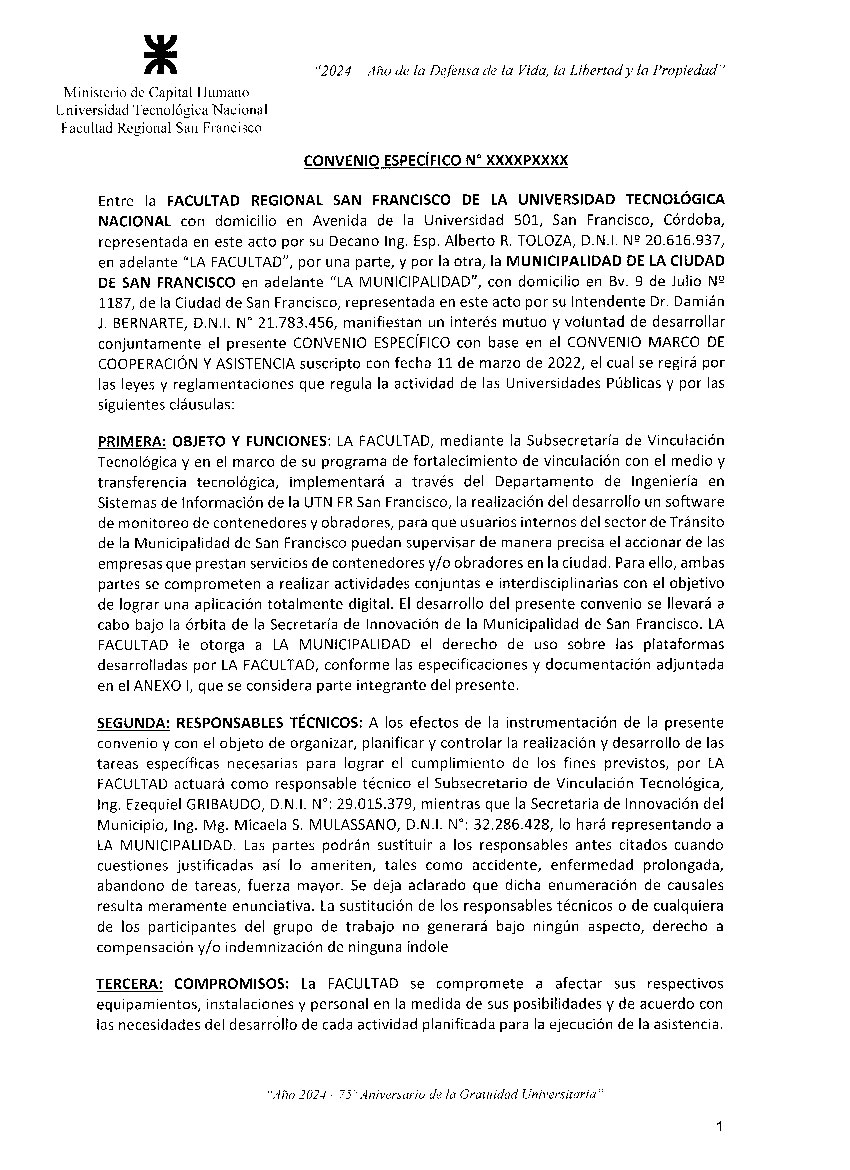 "2024 Año de la Defensa de la Vida, la Libertad y la Propiedad"
Ministerio de Capital Humano
Universidad Tecnológica Nacional
Facultad Regional San Francisco
CONVENIO ESPECÍFICO N° XXXXPXXXX
Entre la FACULTAD REGIONAL SAN FRANCISCO DE LA UNIVERSIDAD TECNOLÓGICA
NACIONAL con domicilio en Avenida de la Universidad 501, San Francisco, Córdoba,
representada en este acto por su Decano Ing. Esp. Alberto R. TOLOZA, D.N.I. Nº 20.616.937,
en adelante "LA FACULTAD", por una parte, y por la otra, la MUNICIPALIDAD DE LA CIUDAD
DE SAN FRANCISCO en adelante "LA MUNICIPALIDAD", con domicilio en Bv. 9 de Julio Nº
1187, de la Ciudad de San Francisco, representada en este acto por su Intendente Dr. Damián
J. BERNARTE, D.N.I. N° 21.783.456, manifiestan un interés mutuo y voluntad de desarrollar
conjuntamente el presente CONVENIO ESPECÍFICO con base en el CONVENIO MARCO DE
COOPERACIÓN Y ASISTENCIA suscripto con fecha 11 de marzo de 2022, el cual se regirá por
las leyes y reglamentaciones que regula la actividad de las Universidades Públicas y por las
siguientes cláusulas:
PRIMERA: OBJETO Y FUNCIONES: LA FACULTAD, mediante la Subsecretaría de Vinculación
Tecnológica y en el marco de su programa de fortalecimiento de vinculación con el medio y
transferencia tecnológica, implementará a través del Departamento de Ingeniería en
Sistemas de Información de la UTN FR San Francisco, la realización del desarrollo un software
de monitoreo de contenedores y obradores, para que usuarios internos del sector de Tránsito
de la Municipalidad de San Francisco puedan supervisar de manera precisa el accionar de las
empresas que prestan servicios de contenedores y/o obradores en la ciudad. Para ello, ambas
partes se comprometen a realizar actividades conjuntas e interdisciplinarias con el objetivo
de lograr una aplicación totalmente digital. El desarrollo del presente convenio se llevará a
cabo bajo la órbita de la Secretaría de Innovación de la Municipalidad de San Francisco. LA
FACULTAD le otorga a LA MUNICIPALIDAD el derecho de uso sobre las plataformas
desarrolladas por LA FACULTAD, conforme las especificaciones y documentación adjuntada
en el ANEXO I, que se considera parte integrante del presente.
SEGUNDA: RESPONSABLES TÉCNICOS: A los efectos de la instrumentación de la presente
convenio y con el objeto de organizar, planificar y controlar la realización y desarrollo de las
tareas específicas necesarias para lograr el cumplimiento de los fines previstos, por LA
FACULTAD actuará como responsable técnico el Subsecretario de Vinculación Tecnológica,
Ing. Ezequiel GRIBAUDO, D.N.I. N°: 29.015.379, mientras que la Secretaria de Innovación del
Municipio, Ing. Mg. Micaela S. MULASSANO, D.N.I. N°: 32.286.428, lo hará representando a
LA MUNICIPALIDAD. Las partes podrán sustituir a los responsables antes citados cuando
cuestiones justificadas así lo ameriten, tales como accidente, enfermedad prolongada,
abandono de tareas, fuerza mayor. Se deja aclarado que dicha enumeración de causales
resulta meramente enunciativa. La sustitución de los responsables técnicos o de cualquiera
de los participantes del grupo de trabajo no generará bajo ningún aspecto, derecho a
compensación y/o indemnización de ninguna índole
TERCERA: COMPROMISOS: La FACULTAD se compromete a afectar sus respectivos
equipamientos, instalaciones y personal en la medida de sus posibilidades y de acuerdo con
las necesidades del desarrollo de cada actividad planificada para la ejecución de la asistencia.
"Año 2024 - 75° Aniversario de la Gratuidad Universitaria"
1